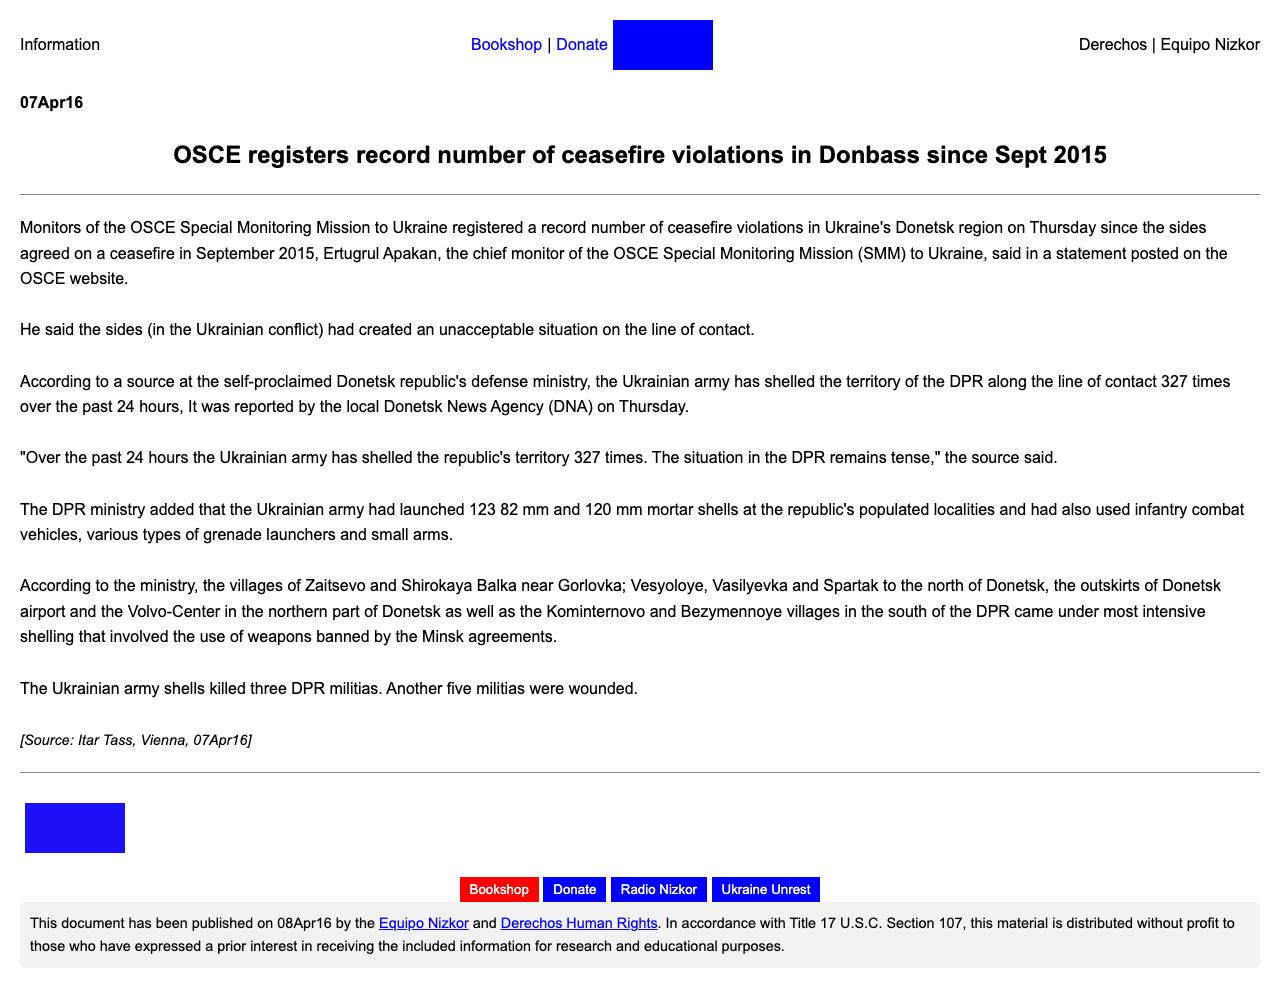 Information
Bookshop | Donate
Derechos | Equipo Nizkor
07Apr16
OSCE registers record number of ceasefire violations in Donbass since Sept 2015
Monitors of the OSCE Special Monitoring Mission to Ukraine registered a record number of ceasefire violations in Ukraine's Donetsk region on Thursday since the sides
agreed on a ceasefire in September 2015, Ertugrul Apakan, the chief monitor of the OSCE Special Monitoring Mission (SMM) to Ukraine, said in a statement posted on the
OSCE website.
He said the sides (in the Ukrainian conflict) had created an unacceptable situation on the line of contact.
According to a source at the self-proclaimed Donetsk republic's defense ministry, the Ukrainian army has shelled the territory of the DPR along the line of contact 327 times
over the past 24 hours, It was reported by the local Donetsk News Agency (DNA) on Thursday.
"Over the past 24 hours the Ukrainian army has shelled the republic's territory 327 times. The situation in the DPR remains tense," the source said.
The DPR ministry added that the Ukrainian army had launched 123 82 mm and 120 mm mortar shells at the republic's populated localities and had also used infantry combat
vehicles, various types of grenade launchers and small arms.
According to the ministry, the villages of Zaitsevo and Shirokaya Balka near Gorlovka; Vesyoloye, Vasilyevka and Spartak to the north of Donetsk, the outskirts of Donetsk
airport and the Volvo-Center in the northern part of Donetsk as well as the Kominternovo and Bezymennoye villages in the south of the DPR came under most intensive
shelling that involved the use of weapons banned by the Minsk agreements.
The Ukrainian army shells killed three DPR militias. Another five militias were wounded.
[Source: Itar Tass, Vienna, 07Apr16]
Bookshop Donate Radio Nizkor Ukraine Unrest
This document has been published on 08Apr16 by the Equipo Nizkor and Derechos Human Rights. In accordance with Title 17 U.S.C. Section 107, this material is distributed without profit to
those who have expressed a prior interest in receiving the included information for research and educational purposes.